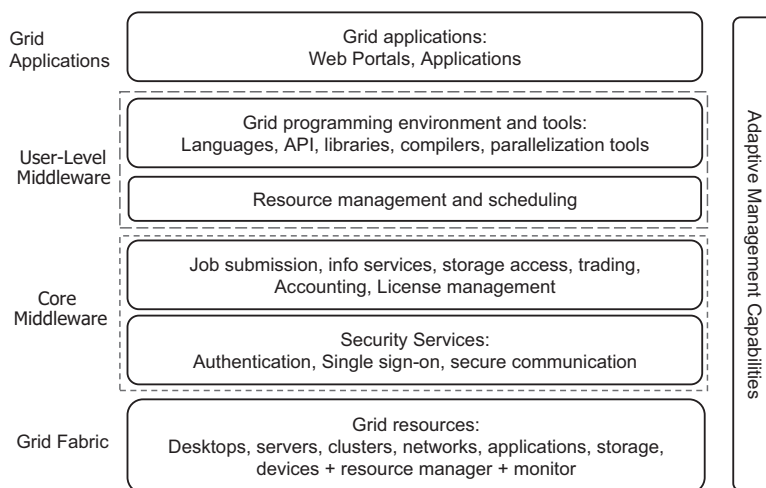 Grid
Applications
Grid applications:
Web Portals, Applications
User-Level
Middleware
Grid programming environment and tools:
Languages, API, libraries, compilers, parallelization tools
Resource management and scheduling
Core
Middleware
Job submission, info services, storage access, trading,
Accounting, License management
Security Services:
Authentication, Single sign-on, secure communication
Grid Fabric
Grid resources:
Desktops, servers, clusters, networks, applications, storage,
devices + resource manager + monitor
Adaptive Management Capabilities